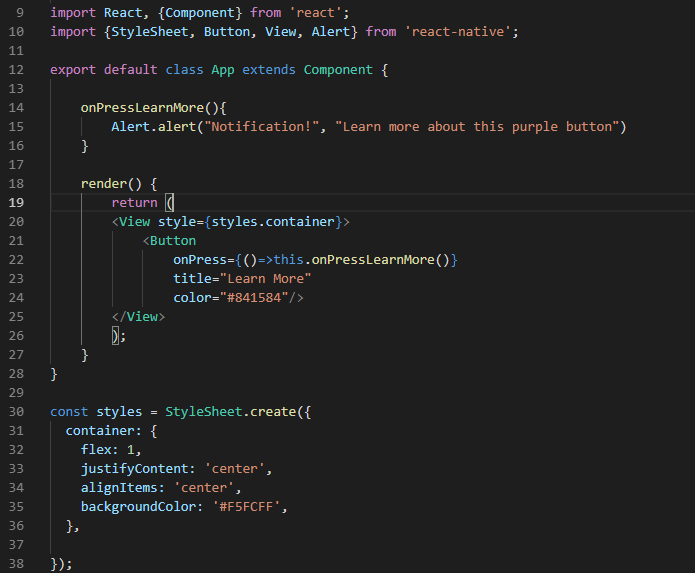 9 import React, {Component} from 'react';
10 import {StyleSheet, Button, View, Alert} from 'react-native';
11
12 export default class App extends Component {
13
14     onPressLearnMore(){
15         Alert.alert("Notification!", "Learn more about this purple button")
16     }
17
18     render() {
19         return (
20         <View style={styles.container}>
21             <Button
22                 onPress={()=>this.onPressLearnMore()}
23                 title="Learn More"
24                 color="#841584"/>
25         </View>
26         );
27     }
28 }
29
30 const styles = StyleSheet.create({
31   container: {
32     flex: 1,
33     justifyContent: 'center',
34     alignItems: 'center',
35     backgroundColor: '#F5FCFF',
36   },
37
38 });